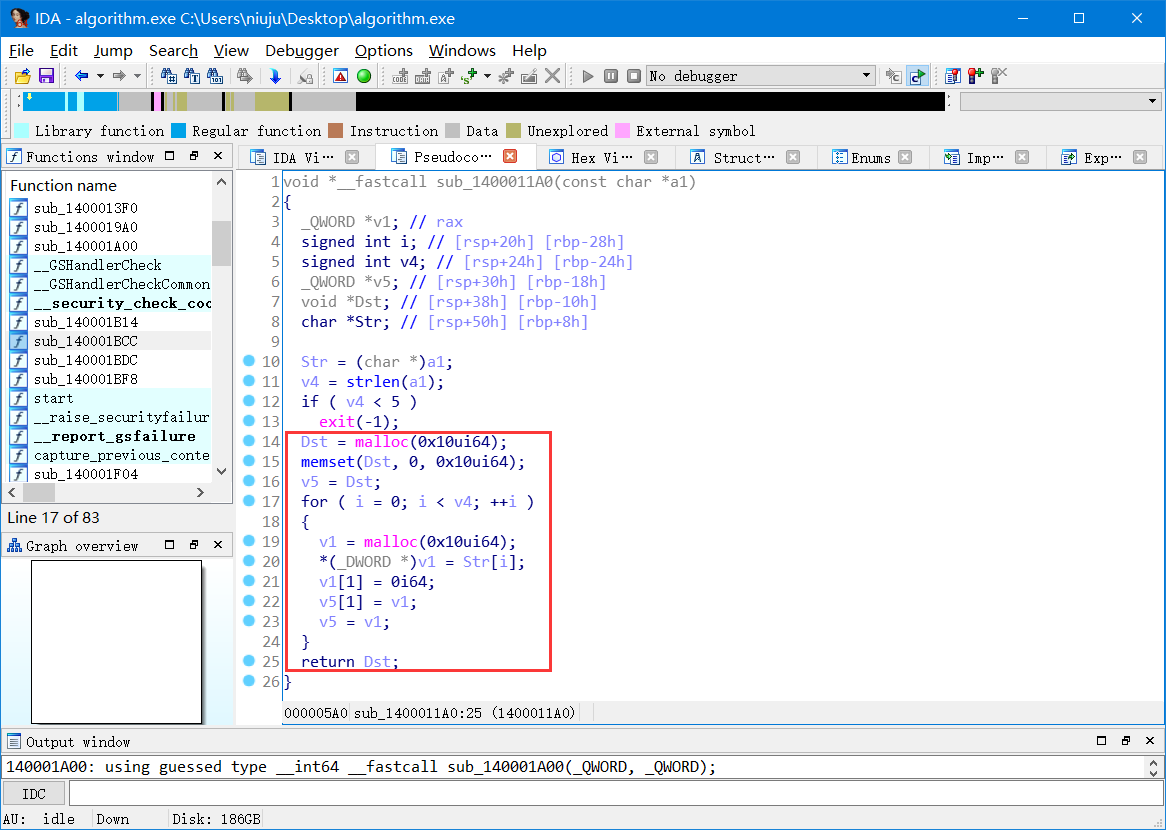 IDA - algorithm.exe C:\Users\niuju\Desktop\algorithm.exe
File Edit Jump Search View Debugger Options Windows Help
No debugger
Library function Regular function Instruction Data Unexplored External symbol
Functions window
IDA Vi··· Pseudoco··· Hex Vi··· Struct··· Enums Imp··· Exp···
Function name
sub_1400013F0
sub_1400019A0
sub_140001A00
__GSHandlerCheck
__GSHandlerCheckCommon
__security_check_coo
sub_140001B14
sub_140001BCC
sub_140001BDC
sub_140001BF8
start
__raise_securityfailur
__report_gsfailure
capture_previous_conte
sub_140001F04
Line 17 of 83
Graph overview
1 void *__fastcall sub_1400011A0(const char *a1)
2 {
3 _QWORD *v1; // rax
4 signed int i; // [rsp+20h] [rbp-28h]
5 signed int v4; // [rsp+24h] [rbp-24h]
6 _QWORD *v5; // [rsp+30h] [rbp-18h]
7 void *Dst; // [rsp+38h] [rbp-10h]
8 char *Str; // [rsp+50h] [rbp+8h]
9
10 Str = (char *)a1;
11 v4 = strlen(a1);
12 if ( v4 < 5 )
13 exit(-1);
14 Dst = malloc(0x10ui64);
15 memset(Dst, 0, 0x10ui64);
16 v5 = Dst;
17 for ( i = 0; i < v4; ++i )
18 {
19 v1 = malloc(0x10ui64);
20 *(_DWORD *)v1 = Str[i];
21 v1[1] = 0i64;
22 v5[1] = v1;
23 v5 = v1;
24 }
25 return Dst;
26 }
000005A0 sub_1400011A0:25 (1400011A0)
Output window
140001A00: using guessed type __int64 __fastcall sub_140001A00(_QWORD, _QWORD);
IDC
AU: idle Down Disk: 186GB